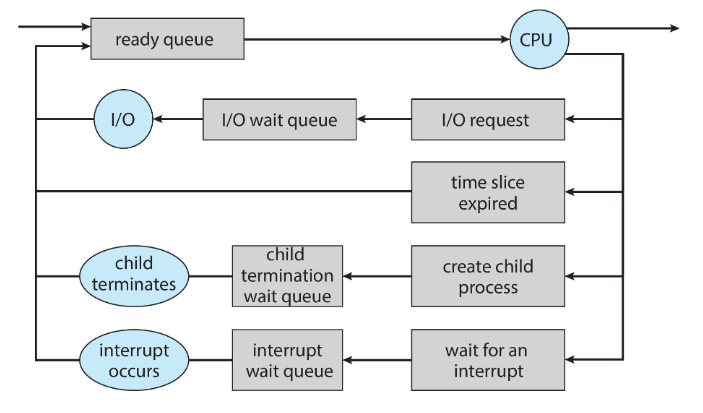 ready queue
CPU
I/O
I/O wait queue
I/O request
time slice
expired
child
terminates
child
termination
wait queue
create child
process
interrupt
occurs
interrupt
wait queue
wait for an
interrupt